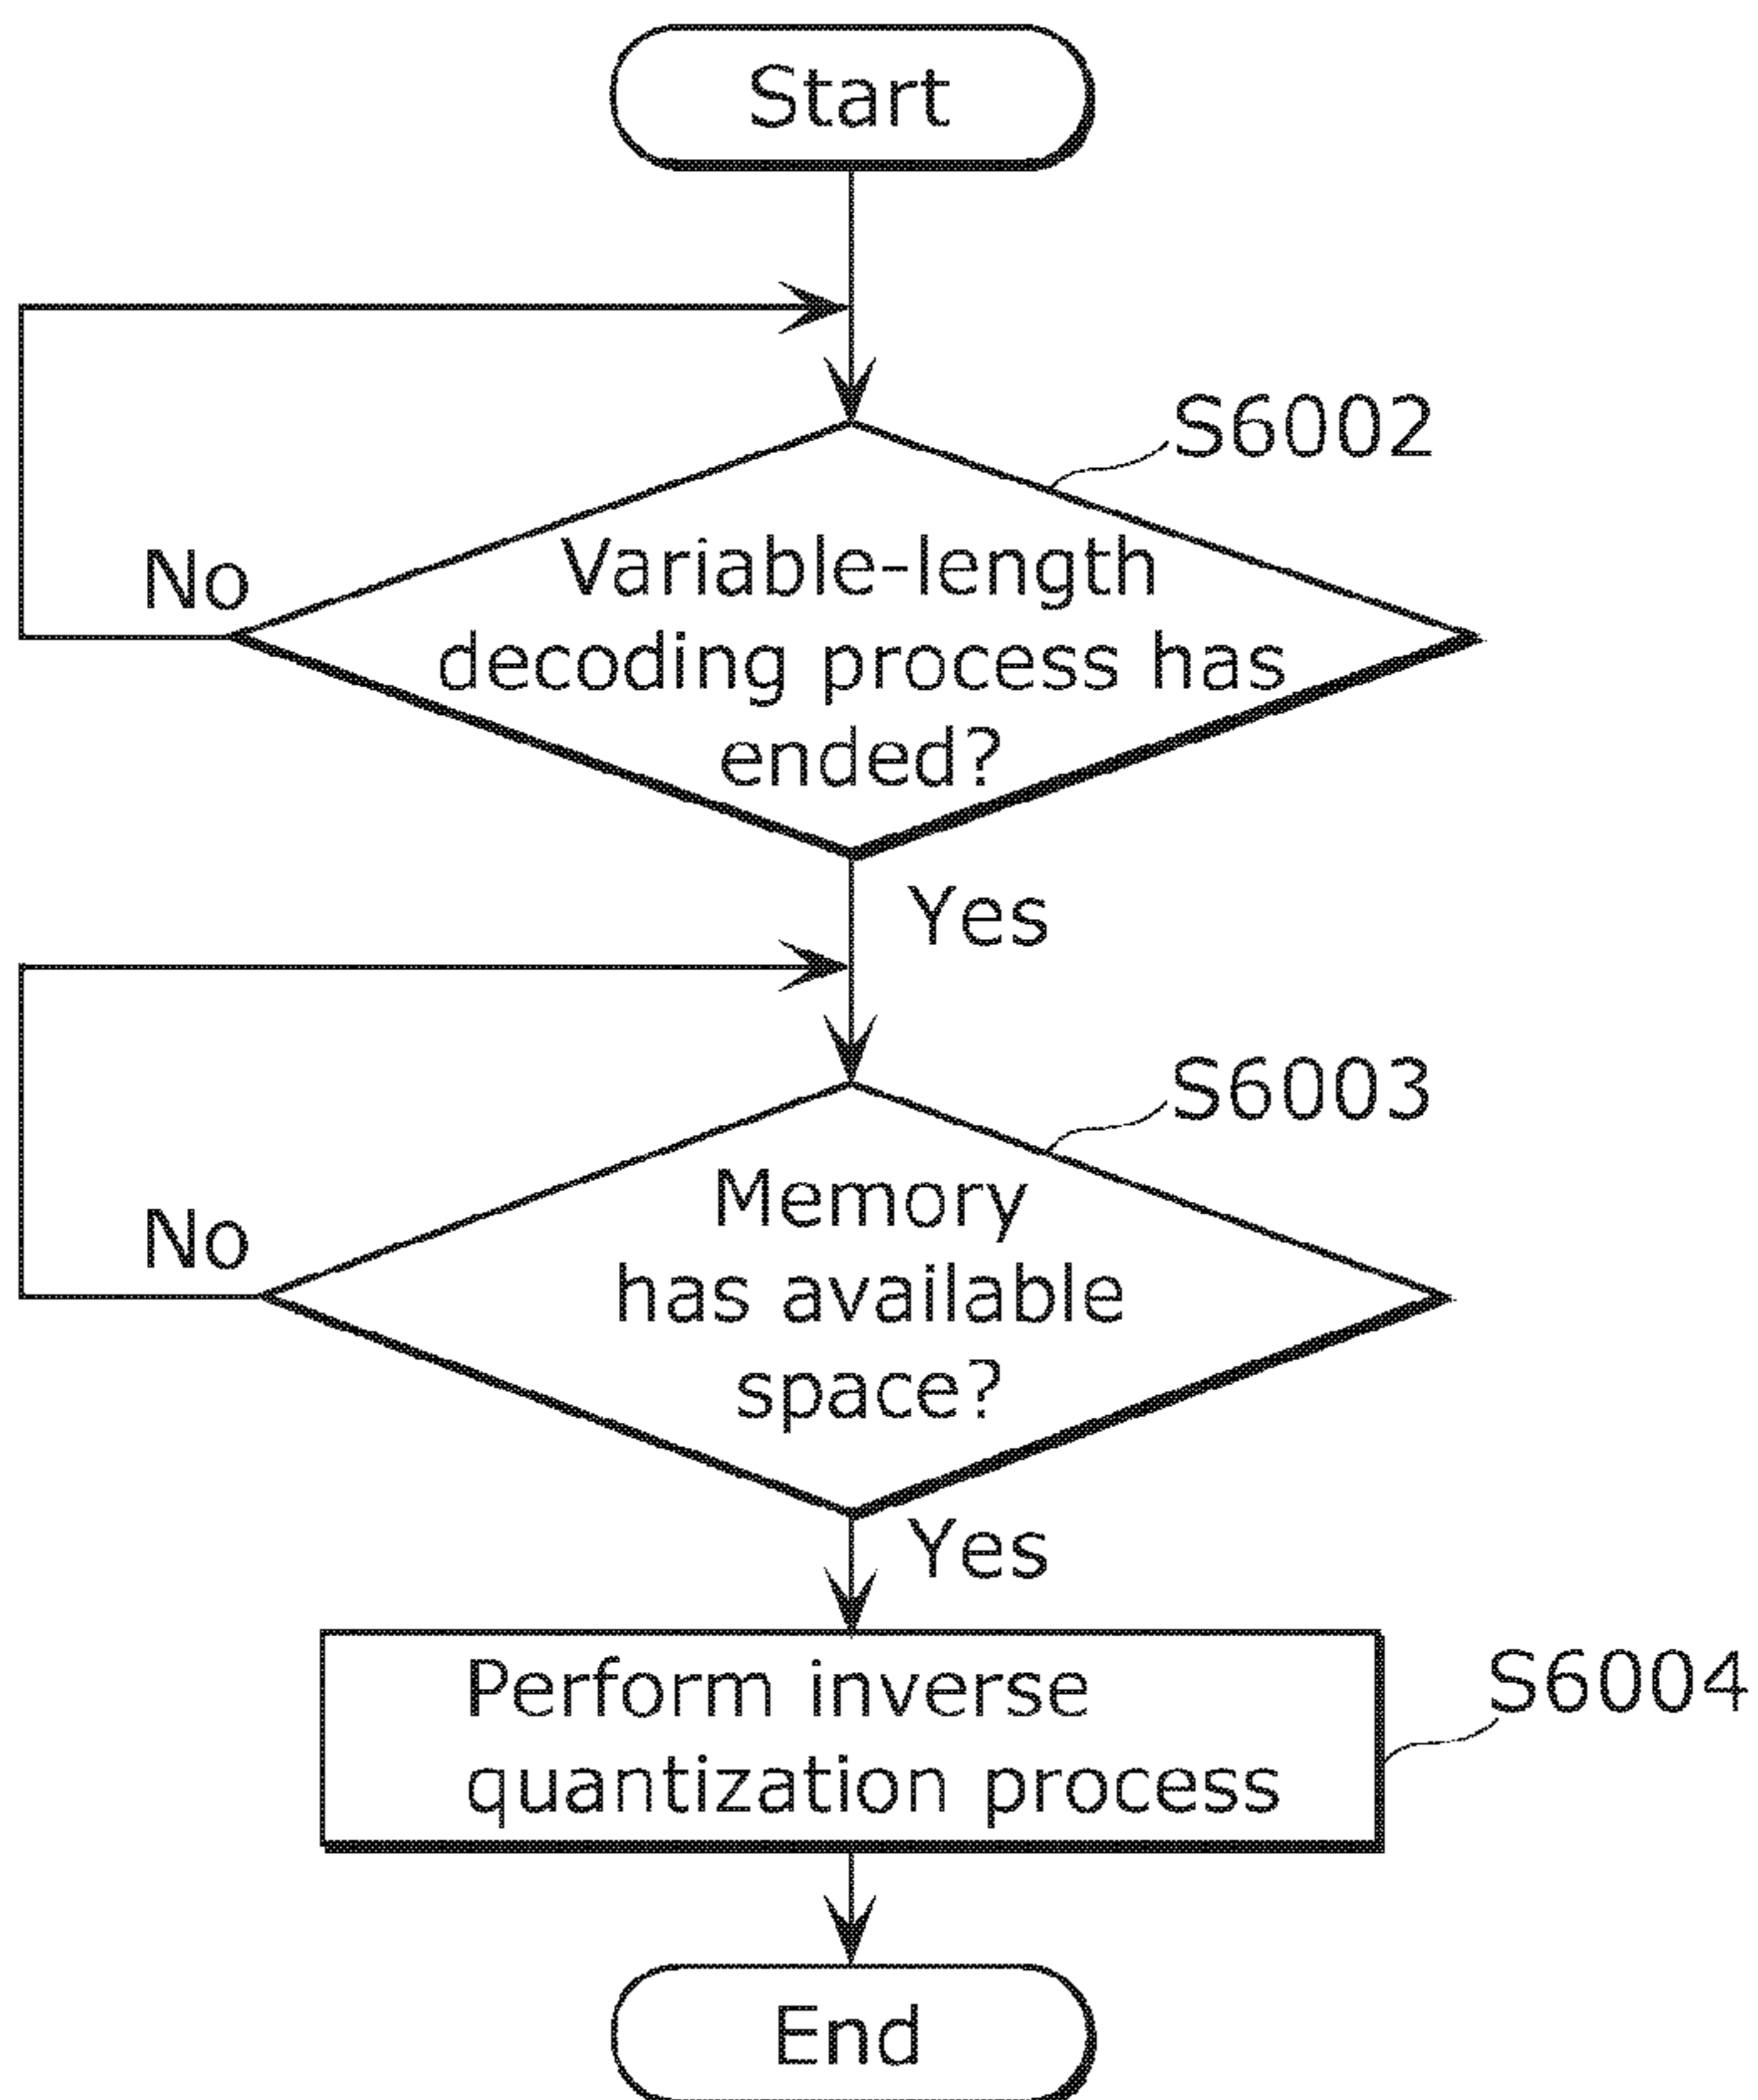 Start
S6002
No
Variable-length
decoding process has
ended?
Yes
S6003
No
Memory
has available
space?
Yes
Perform inverse
quantization process
S6004
End